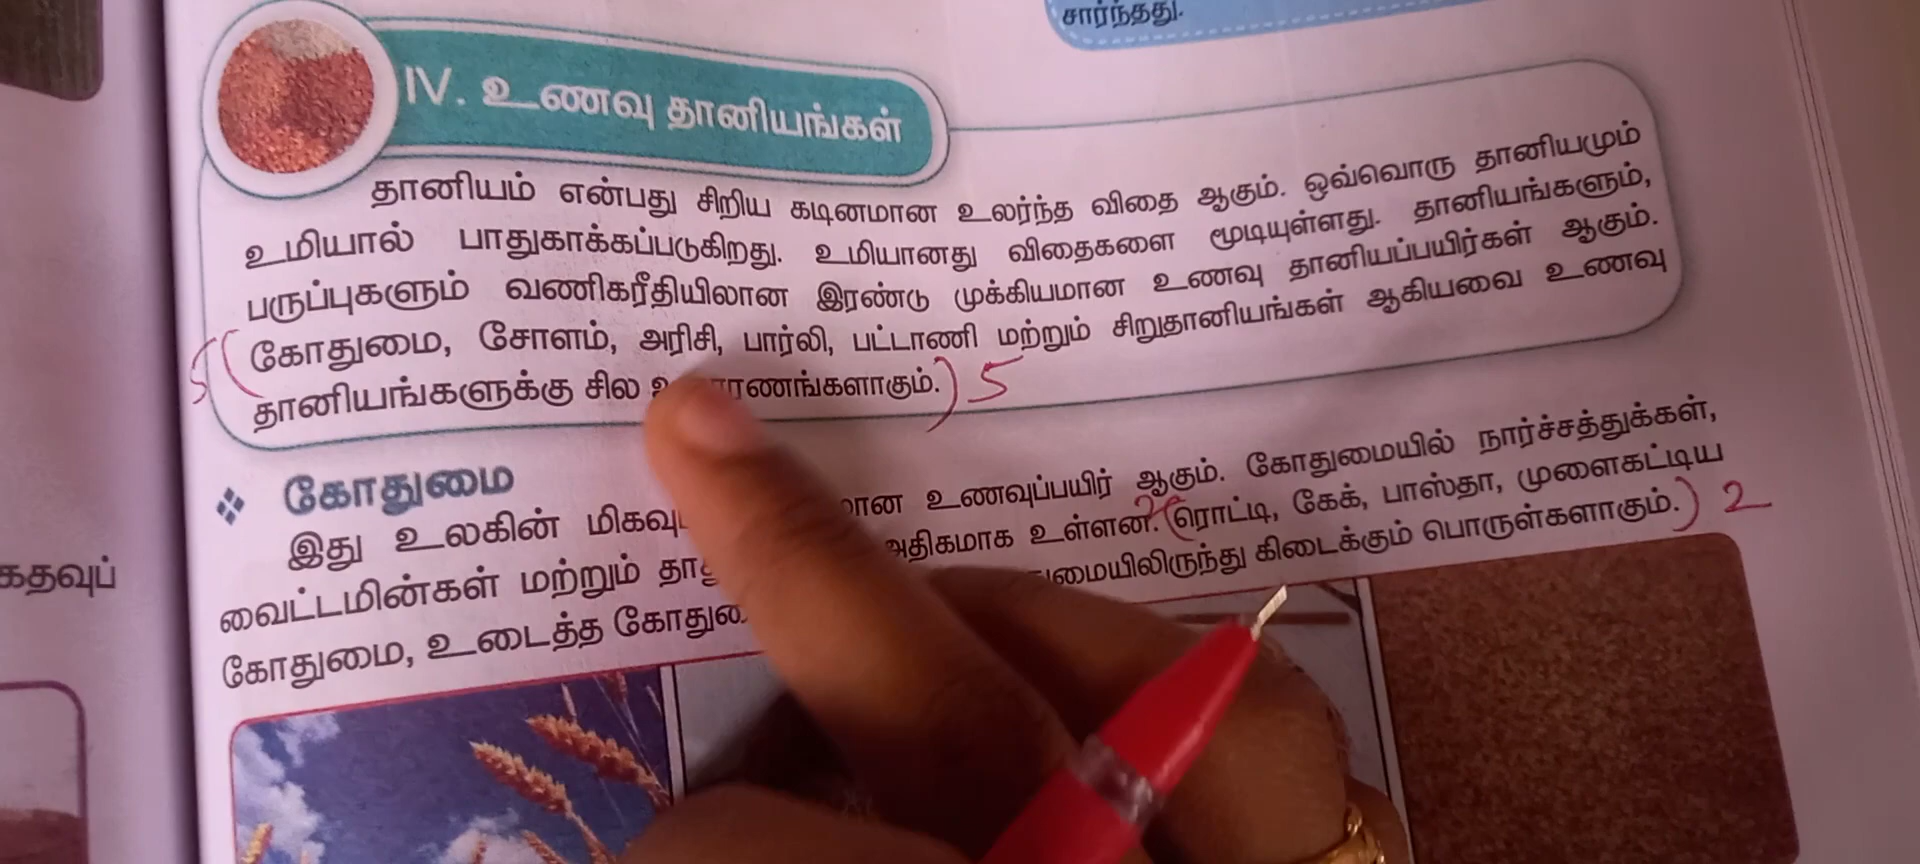 சார்ந்தது.
IV. உணவு தானியங்கள்
தானியம் என்பது சிறிய கடினமான உலர்ந்த விதை ஆகும். ஒவ்வொரு தானியமும்
உமியால் பாதுகாக்கப்படுகிறது. உமியானது விதைகளை மூடியுள்ளது. தானியங்களும்,
பருப்புகளும் வணிகரீதியிலான இரண்டு முக்கியமான உணவு தானியப்பயிர்கள் ஆகும்.
5 ( கோதுமை, சோளம், அரிசி, பார்லி, பட்டாணி மற்றும் சிறுதானியங்கள் ஆகியவை உணவு
தானியங்களுக்கு சில ) 5
கோதுமை
இது உலகின் உணவுப்பயிர் ஆகும். கோதுமையில் நார்ச்சத்துக்கள்,
வைட்டமின்கள் மற்றும் அதிகமாக உள்ளன. (ரொட்டி, கேக், பாஸ்தா, முளைகட்டிய
கோதுமை, உடைத்த கிடைக்கும் பொருள்களாகும்.) 2
கதவுப்